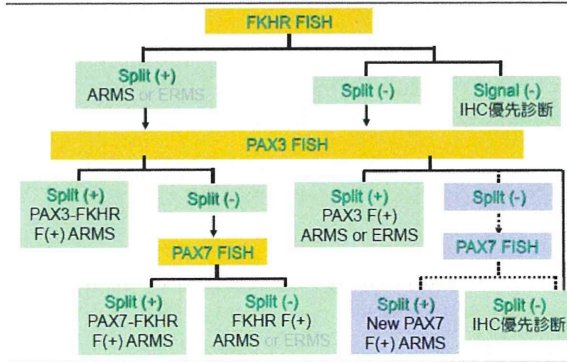 FKHR FISH
Split (+)
ARMS or ERMS
Split (-)
Signal (-)
IHC優先診断
PAX3 FISH
Split (+)
PAX3-FKHR
F(+) ARMS
Split (-)
Split (+)
PAX3 F(+)
ARMS or ERMS
Split (-)
PAX7 FISH
PAX7 FISH
Split (+)
PAX7-FKHR
F(+) ARMS
Split (-)
FKHR F(+)
ARMS or ERMS
Split (+)
New PAX7
F(+) ARMS
Split (-)
IHC優先診断